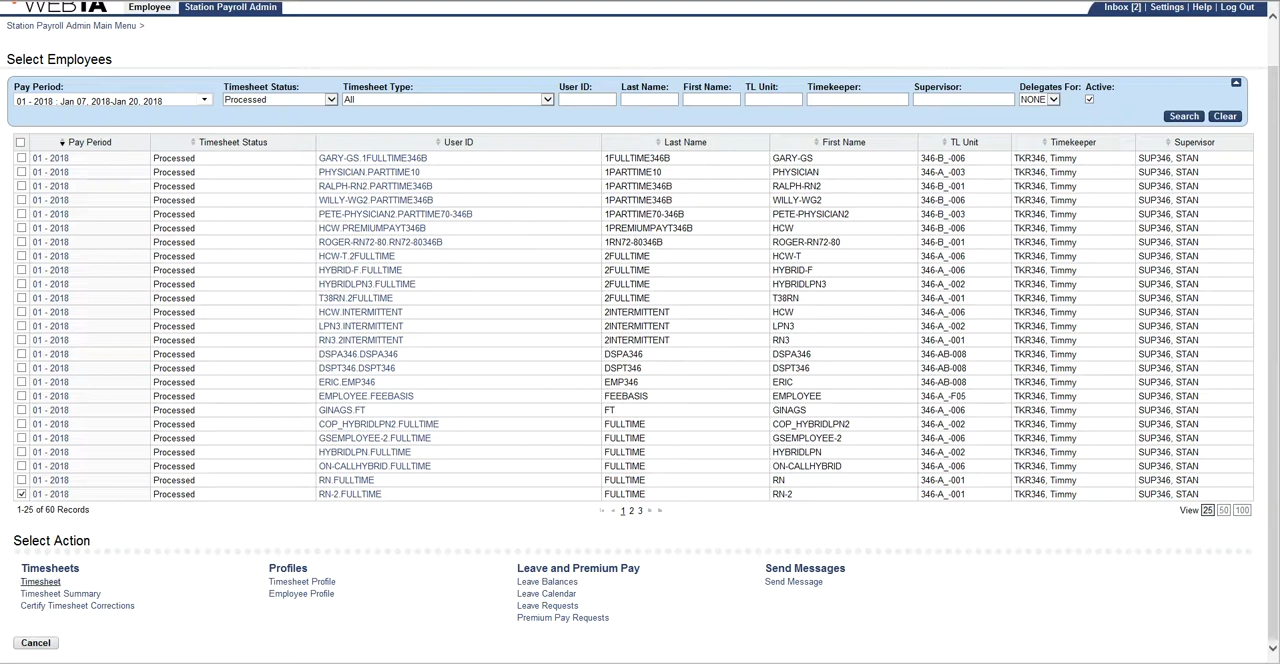 WEBTA Employee Station Payroll Admin Inbox [2] | Settings | Help | Log Out
Station Payroll Admin Main Menu >
Select Employees
Pay Period: Timesheet Status: Timesheet Type: User ID: Last Name: First Name: TL Unit: Timekeeper: Supervisor: Delegates For: Active:
01 - 2018 : Jan 07, 2018-Jan 20, 2018 Processed All NONE
Search Clear
Pay Period Timesheet Status User ID Last Name First Name TL Unit Timekeeper Supervisor
01 - 2018 Processed GARY-GS.1FULLTIME346B 1FULLTIME346B GARY-GS 346-B_-006 TKR346, Timmy SUP346, STAN
01 - 2018 Processed PHYSICIAN.PARTTIME10 1PARTTIME10 PHYSICIAN 346-A_-003 TKR346, Timmy SUP346, STAN
01 - 2018 Processed RALPH-RN2.PARTTIME346B 1PARTTIME346B RALPH-RN2 346-B_-001 TKR346, Timmy SUP346, STAN
01 - 2018 Processed WILLY-WG2.PARTTIME346B 1PARTTIME346B WILLY-WG2 346-B_-006 TKR346, Timmy SUP346, STAN
01 - 2018 Processed PETE-PHYSICIAN2.PARTTIME70-346B 1PARTTIME70-346B PETE-PHYSICIAN2 346-B_-003 TKR346, Timmy SUP346, STAN
01 - 2018 Processed HCW.PREMIUMPAYT346B 1PREMIUMPAYT346B HCW 346-B_-006 TKR346, Timmy SUP346, STAN
01 - 2018 Processed ROGER-RN72-80.RN72-80346B 1RN72-80346B ROGER-RN72-80 346-B_-001 TKR346, Timmy SUP346, STAN
01 - 2018 Processed HCW-T.2FULLTIME 2FULLTIME HCW-T 346-A_-006 TKR346, Timmy SUP346, STAN
01 - 2018 Processed HYBRID-F.FULLTIME 2FULLTIME HYBRID-F 346-A_-006 TKR346, Timmy SUP346, STAN
01 - 2018 Processed HYBRIDLPN3.FULLTIME 2FULLTIME HYBRIDLPN3 346-A_-002 TKR346, Timmy SUP346, STAN
01 - 2018 Processed T38RN.2FULLTIME 2FULLTIME T38RN 346-A_-001 TKR346, Timmy SUP346, STAN
01 - 2018 Processed HCW.INTERMITTENT 2INTERMITTENT HCW 346-A_-006 TKR346, Timmy SUP346, STAN
01 - 2018 Processed LPN3.INTERMITTENT 2INTERMITTENT LPN3 346-A_-002 TKR346, Timmy SUP346, STAN
01 - 2018 Processed RN3.2INTERMITTENT 2INTERMITTENT RN3 346-A_-001 TKR346, Timmy SUP346, STAN
01 - 2018 Processed DSPA346.DSPA346 DSPA346 DSPA346 346-AB-008 TKR346, Timmy SUP346, STAN
01 - 2018 Processed DSPT346.DSPT346 DSPT346 DSPT346 346-AB-008 TKR346, Timmy SUP346, STAN
01 - 2018 Processed ERIC.EMP346 EMP346 ERIC 346-AB-008 TKR346, Timmy SUP346, STAN
01 - 2018 Processed EMPLOYEE.FEEBASIS FEEBASIS EMPLOYEE 346-A_-F05 TKR346, Timmy SUP346, STAN
01 - 2018 Processed GINAGS.FT FT GINAGS 346-A_-006 TKR346, Timmy SUP346, STAN
01 - 2018 Processed COP_HYBRIDLPN2.FULLTIME FULLTIME COP_HYBRIDLPN2 346-A_-002 TKR346, Timmy SUP346, STAN
01 - 2018 Processed GSEMPLOYEE-2.FULLTIME FULLTIME GSEMPLOYEE-2 346-A_-006 TKR346, Timmy SUP346, STAN
01 - 2018 Processed HYBRIDLPN.FULLTIME FULLTIME HYBRIDLPN 346-A_-002 TKR346, Timmy SUP346, STAN
01 - 2018 Processed ON-CALLHYBRID.FULLTIME FULLTIME ON-CALLHYBRID 346-A_-006 TKR346, Timmy SUP346, STAN
01 - 2018 Processed RN.FULLTIME FULLTIME RN 346-A_-001 TKR346, Timmy SUP346, STAN
01 - 2018 Processed RN-2.FULLTIME FULLTIME RN-2 346-A_-001 TKR346, Timmy SUP346, STAN
1-25 of 60 Records 1 2 3 View 25 50 100
Select Action
Timesheets Profiles Leave and Premium Pay Send Messages
Timesheet Timesheet Profile Leave Balances Send Message
Timesheet Summary Employee Profile Leave Calendar
Certify Timesheet Corrections Leave Requests
Premium Pay Requests
Cancel